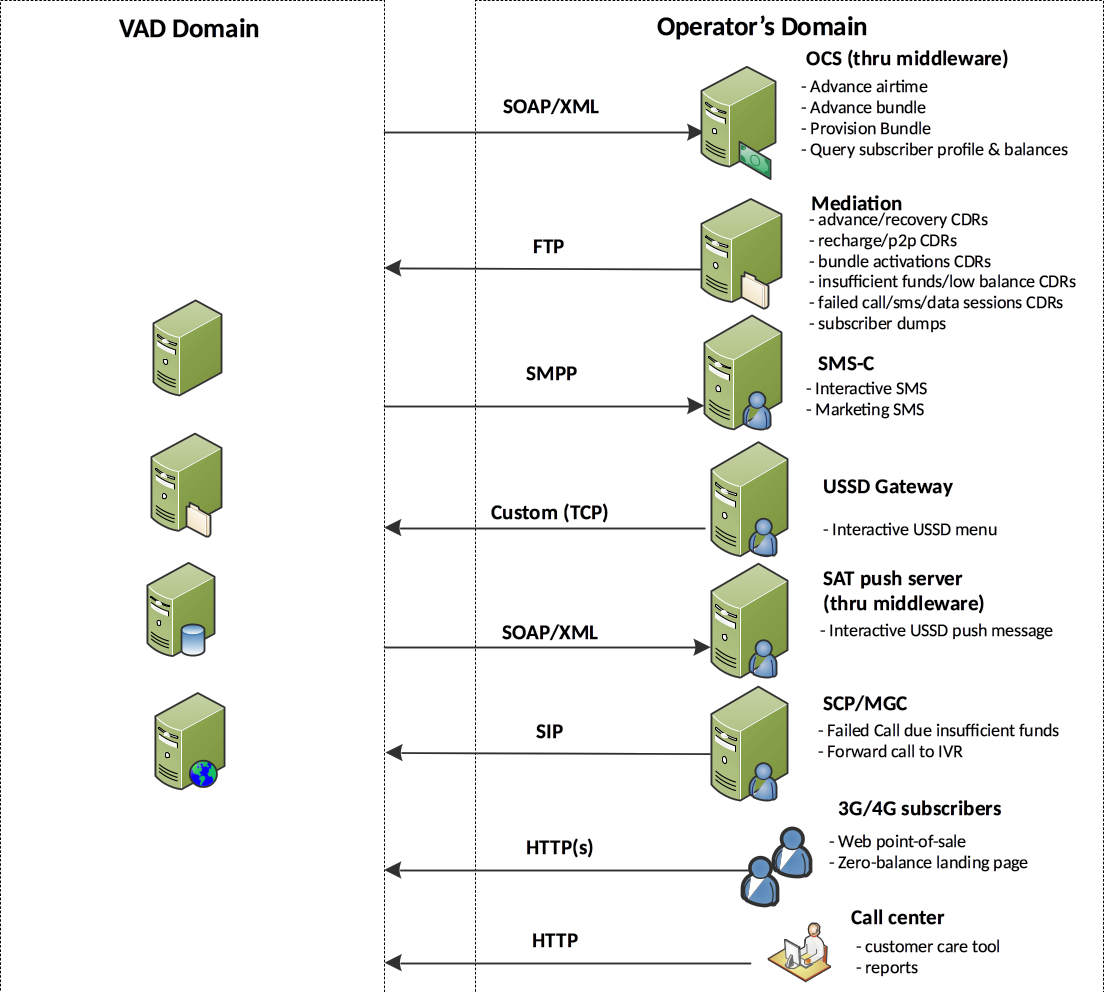 VAD Domain
Operator's Domain
OCS (thru middleware)
- Advance airtime
- Advance bundle
- Provision Bundle
- Query subscriber profile & balances
SOAP/XML
Mediation
- advance/recovery CDRs
- recharge/p2p CDRs
- bundle activations CDRs
- insufficient funds/low balance CDRs
- failed call/sms/data sessions CDRs
- subscriber dumps
FTP
SMS-C
- Interactive SMS
- Marketing SMS
SMPP
USSD Gateway
- Interactive USSD menu
Custom (TCP)
SAT push server
(thru middleware)
- Interactive USSD push message
SOAP/XML
SCP/MGC
- Failed Call due insufficient funds
- Forward call to IVR
SIP
3G/4G subscribers
- Web point-of-sale
- Zero-balance landing page
HTTP(s)
Call center
- customer care tool
- reports
HTTP